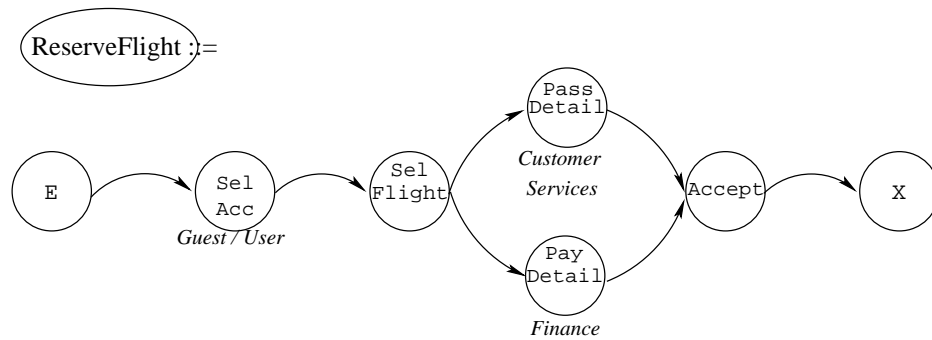 ReserveFlight ::=
E
Sel
Acc
Guest / User
Sel
Flight
Pass
Detail
Customer
Services
Pay
Detail
Finance
Accept
X